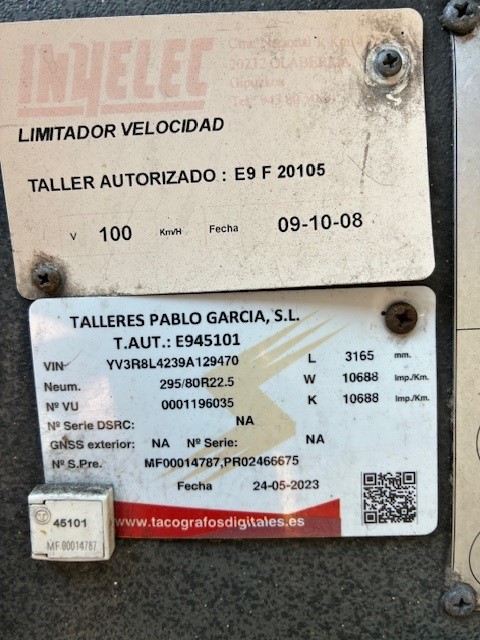 INYELEC
20212 OLABERRIA
Gipuzkoa
LIMITADOR VELOCIDAD
TALLER AUTORIZADO : E9 F 20105
V 100 Km/H Fecha 09-10-08
TALLERES PABLO GARCIA, S.L.
T.AUT.: E945101
VIN YV3R8L4239A129470 L 3165 mm.
Neum. 295/80R22.5 W 10688 Imp./Km.
Nº VU 0001196035 K 10688 Imp./Km.
Nº Serie DSRC: NA
GNSS exterior: NA Nº Serie: NA
Nº S.Pre. MF00014787,PR02466675
Fecha 24-05-2023
www.tacografosdigitales.es
45101
MF 00014787